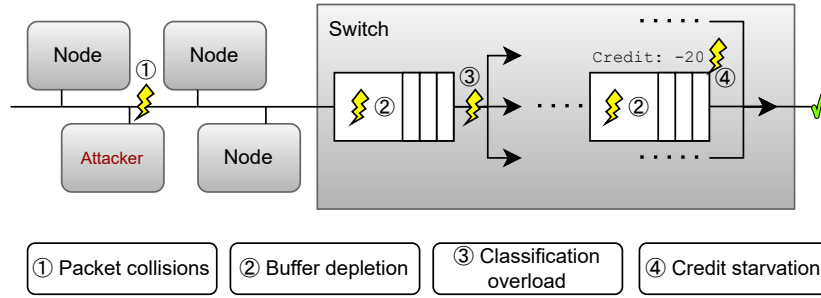 Switch
Node
Node
①
Credit: -20
③
④
②
②
Attacker
Node
① Packet collisions
② Buffer depletion
③ Classification
overload
④ Credit starvation